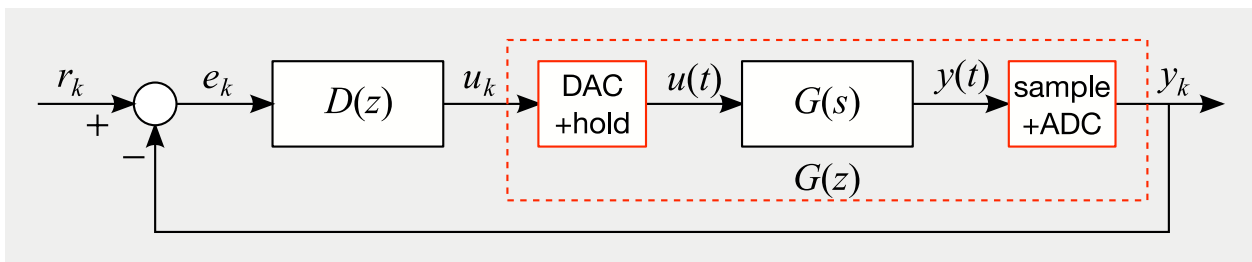 r_k
+
−
e_k
D(z)
u_k
DAC
+hold
u(t)
G(s)
y(t)
sample
+ADC
y_k
G(z)